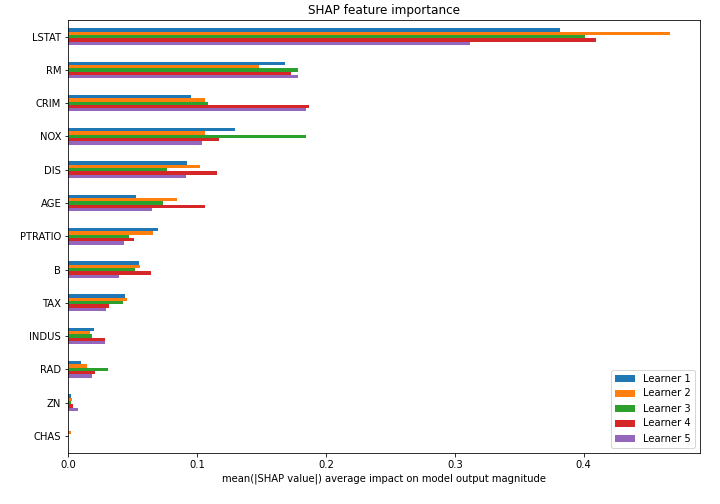 SHAP feature importance
LSTAT
RM
CRIM
NOX
DIS
AGE
PTRATIO
B
TAX
INDUS
RAD
ZN
CHAS
Learner 1
Learner 2
Learner 3
Learner 4
Learner 5
0.0 0.1 0.2 0.3 0.4
mean(|SHAP value|) average impact on model output magnitude